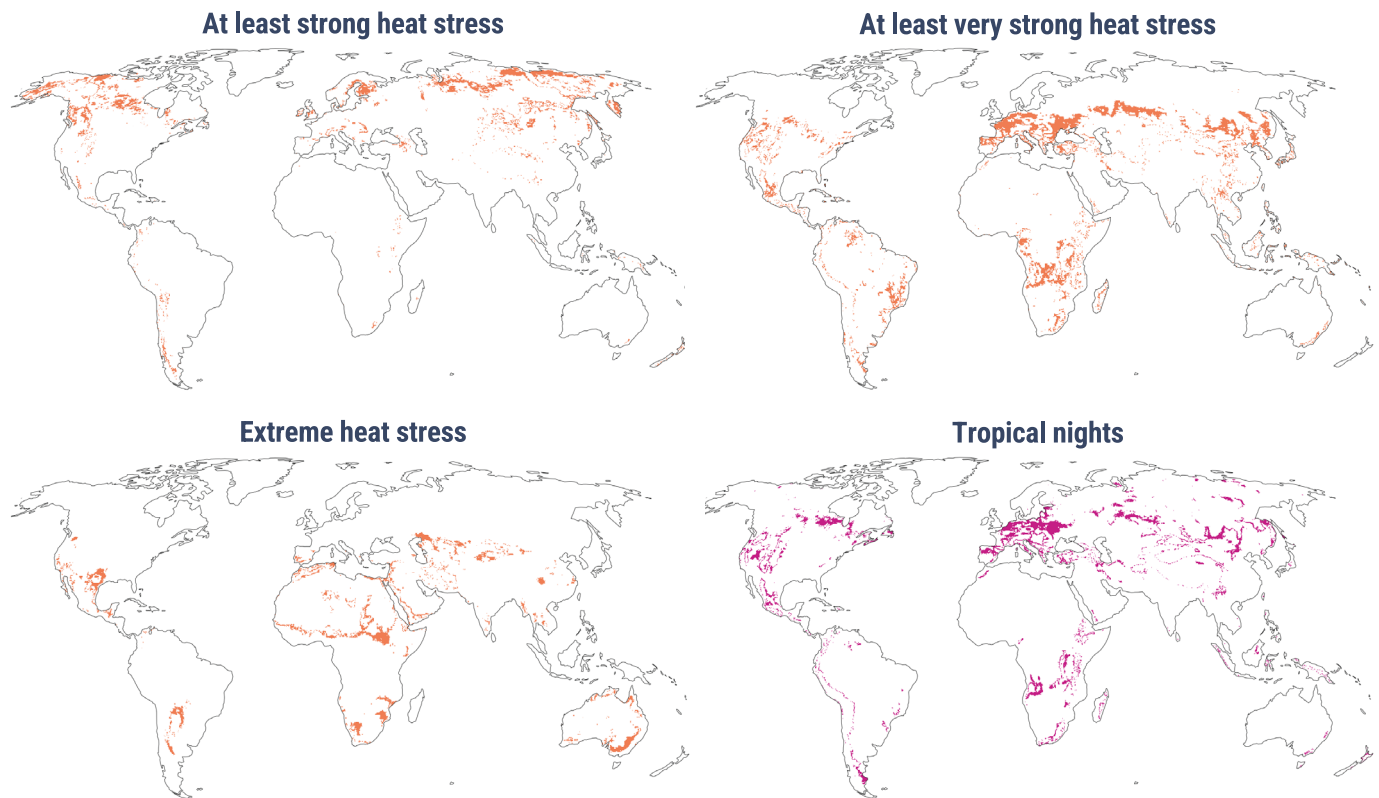 At least strong heat stress
At least very strong heat stress
Extreme heat stress
Tropical nights